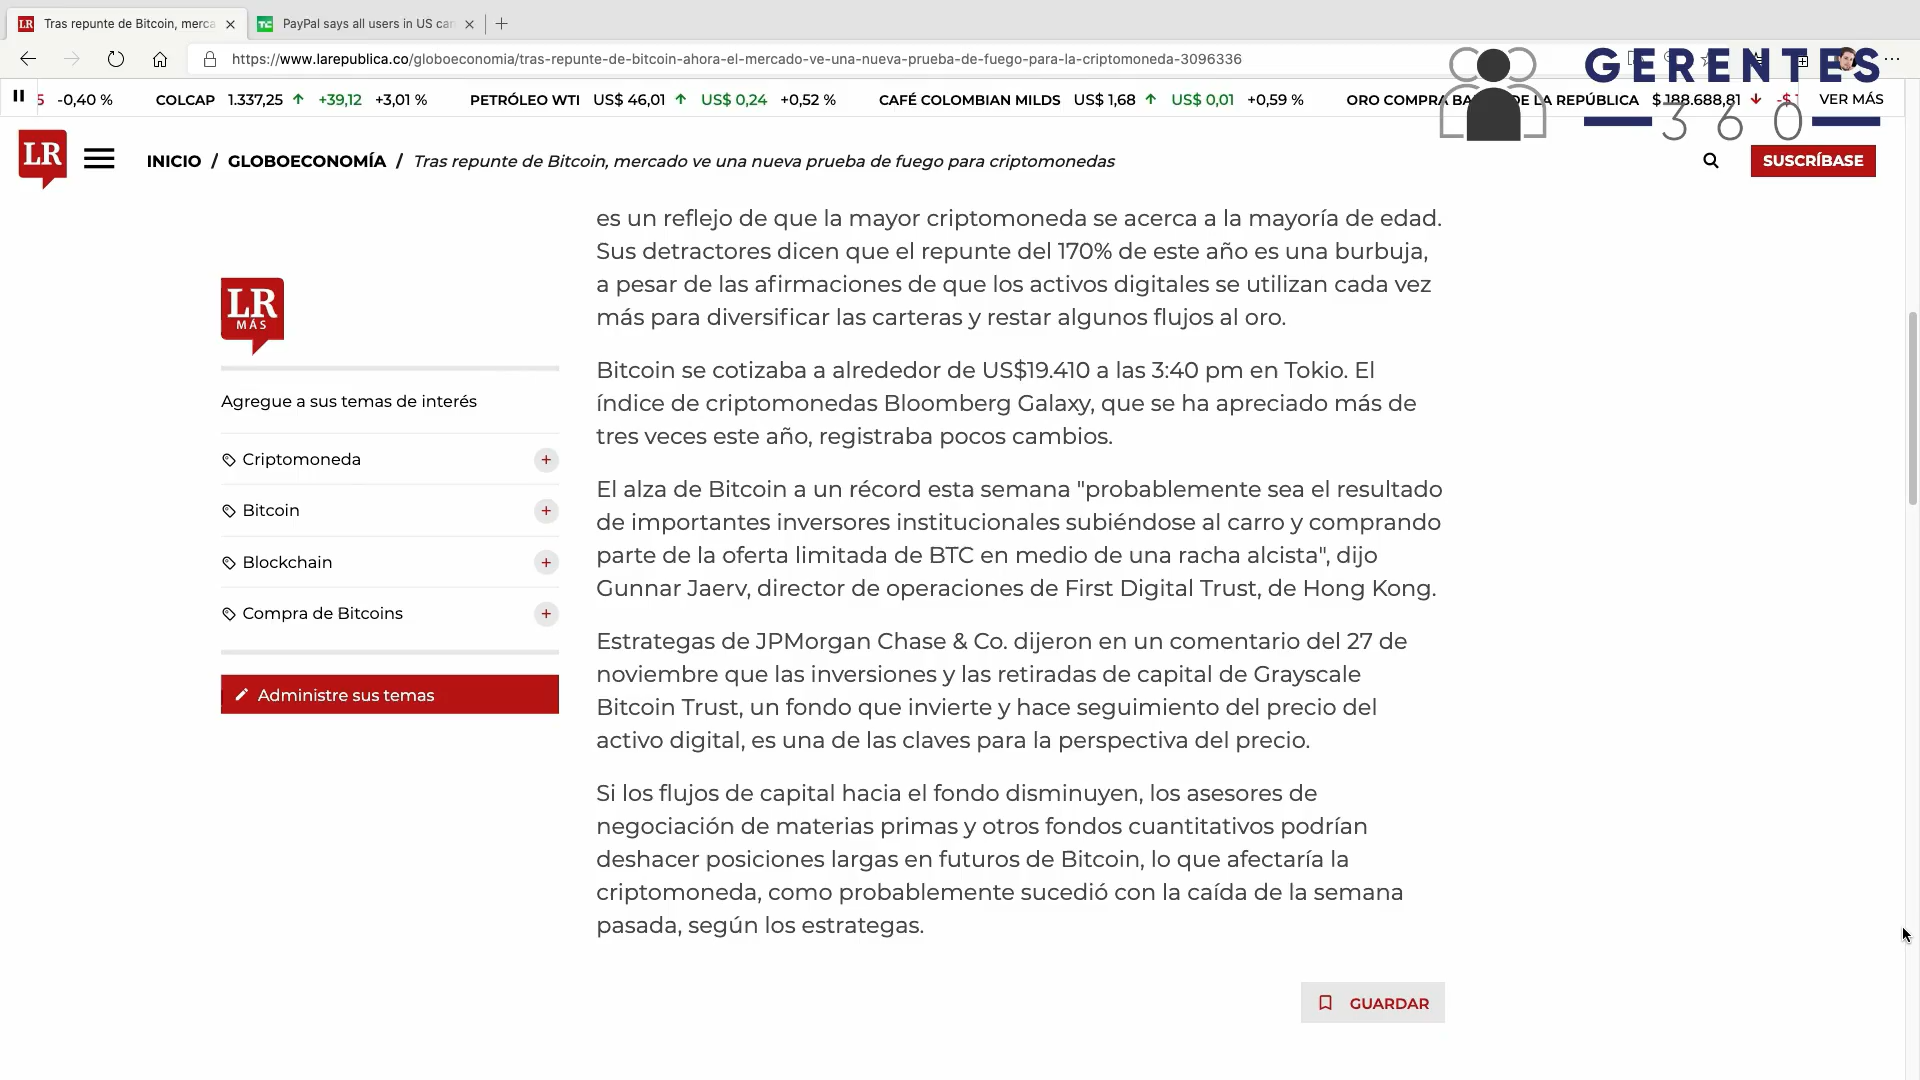 Tras repunte de Bitcoin, merca
PayPal says all users in US can
https://www.larepublica.co/globoeconomia/tras-repunte-de-bitcoin-ahora-el-mercado-ve-una-nueva-prueba-de-fuego-para-la-criptomoneda-3096336
GERENTES
360
5 -0,40 % COLCAP 1.337,25 +39,12 +3,01 % PETRÓLEO WTI US$ 46,01 US$ 0,24 +0,52 % CAFÉ COLOMBIAN MILDS US$ 1,68 US$ 0,01 +0,59 % ORO COMPRA DE LA REPÚBLICA $ 188.688,81 VER MÁS
LR
INICIO / GLOBOECONOMÍA / Tras repunte de Bitcoin, mercado ve una nueva prueba de fuego para criptomonedas
SUSCRÍBASE
LR
MÁS
Agregue a sus temas de interés
Criptomoneda +
Bitcoin +
Blockchain +
Compra de Bitcoins +
Administre sus temas
es un reflejo de que la mayor criptomoneda se acerca a la mayoría de edad.
Sus detractores dicen que el repunte del 170% de este año es una burbuja,
a pesar de las afirmaciones de que los activos digitales se utilizan cada vez
más para diversificar las carteras y restar algunos flujos al oro.
Bitcoin se cotizaba a alrededor de US$19.410 a las 3:40 pm en Tokio. El
índice de criptomonedas Bloomberg Galaxy, que se ha apreciado más de
tres veces este año, registraba pocos cambios.
El alza de Bitcoin a un récord esta semana "probablemente sea el resultado
de importantes inversores institucionales subiéndose al carro y comprando
parte de la oferta limitada de BTC en medio de una racha alcista", dijo
Gunnar Jaerv, director de operaciones de First Digital Trust, de Hong Kong.
Estrategas de JPMorgan Chase & Co. dijeron en un comentario del 27 de
noviembre que las inversiones y las retiradas de capital de Grayscale
Bitcoin Trust, un fondo que invierte y hace seguimiento del precio del
activo digital, es una de las claves para la perspectiva del precio.
Si los flujos de capital hacia el fondo disminuyen, los asesores de
negociación de materias primas y otros fondos cuantitativos podrían
deshacer posiciones largas en futuros de Bitcoin, lo que afectaría la
criptomoneda, como probablemente sucedió con la caída de la semana
pasada, según los estrategas.
GUARDAR